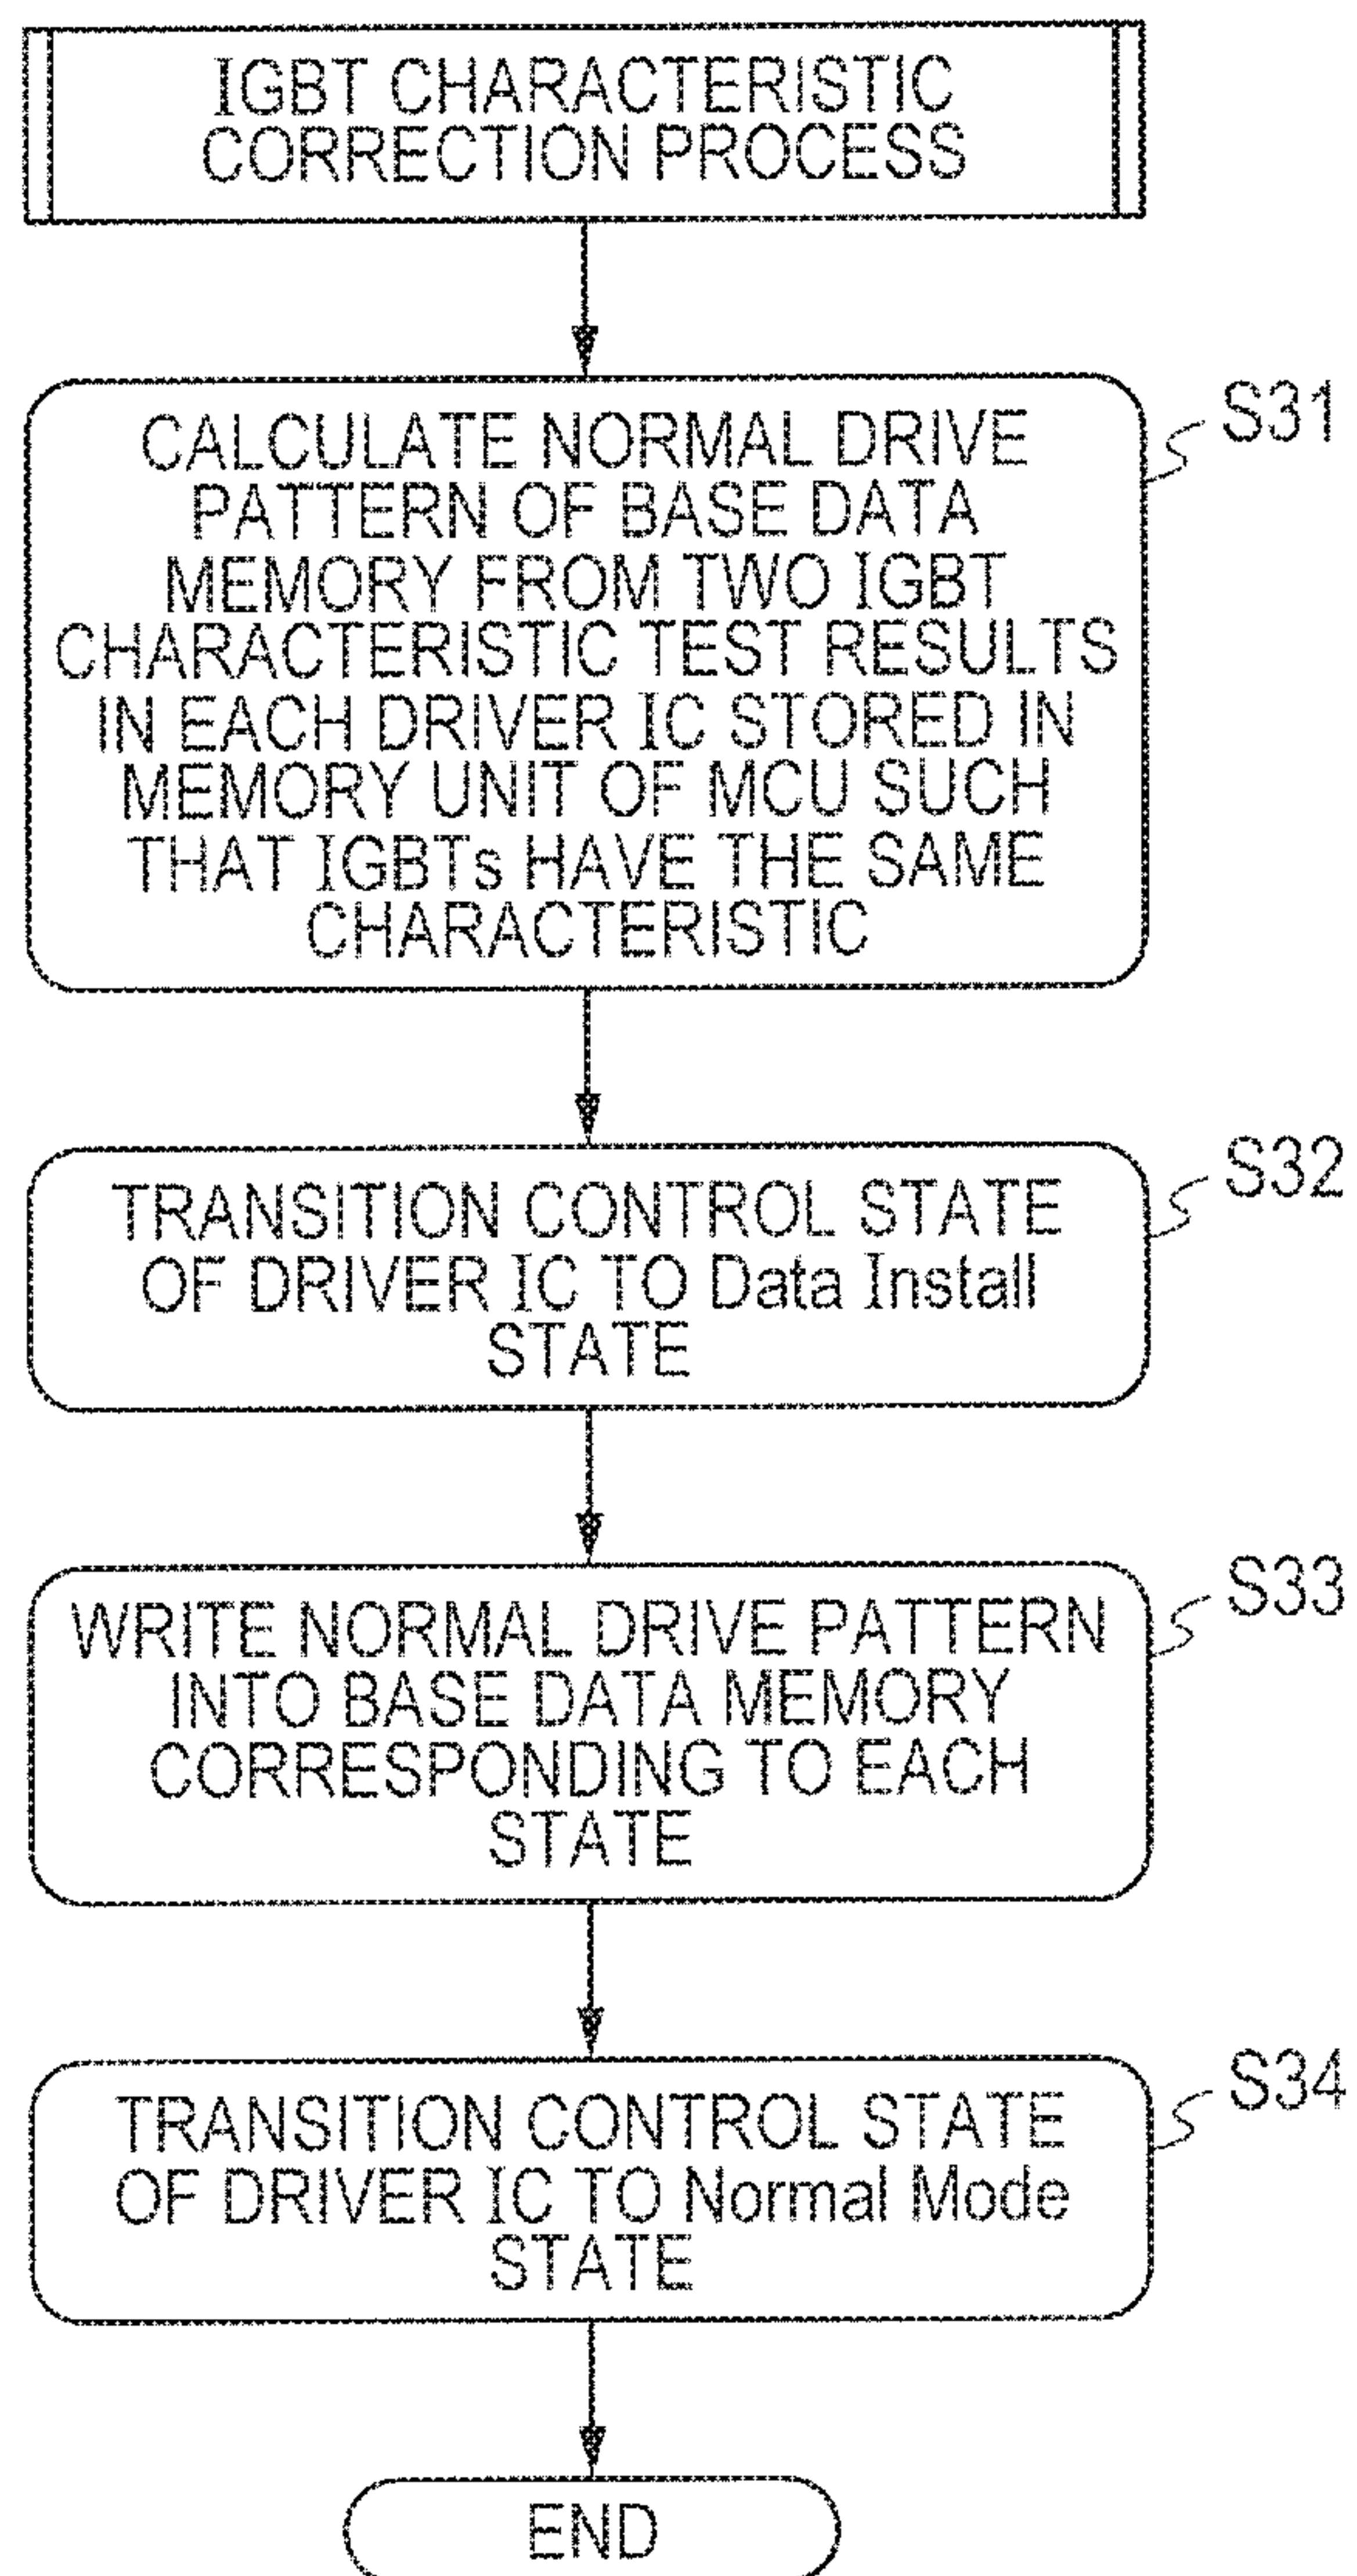 IGBT CHARACTERISTIC
CORRECTION PROCESS
S31
CALCULATE NORMAL DRIVE
PATTERN OF BASE DATA
MEMORY FROM TWO IGBT
CHARACTERISTIC TEST RESULTS
IN EACH DRIVER IC STORED IN
MEMORY UNIT OF MCU SUCH
THAT IGBTs HAVE THE SAME
CHARACTERISTIC
S32
TRANSITION CONTROL STATE
OF DRIVER IC TO Data Install
STATE
S33
WRITE NORMAL DRIVE PATTERN
INTO BASE DATA MEMORY
CORRESPONDING TO EACH
STATE
S34
TRANSITION CONTROL STATE
OF DRIVER IC TO Normal Mode
STATE
END